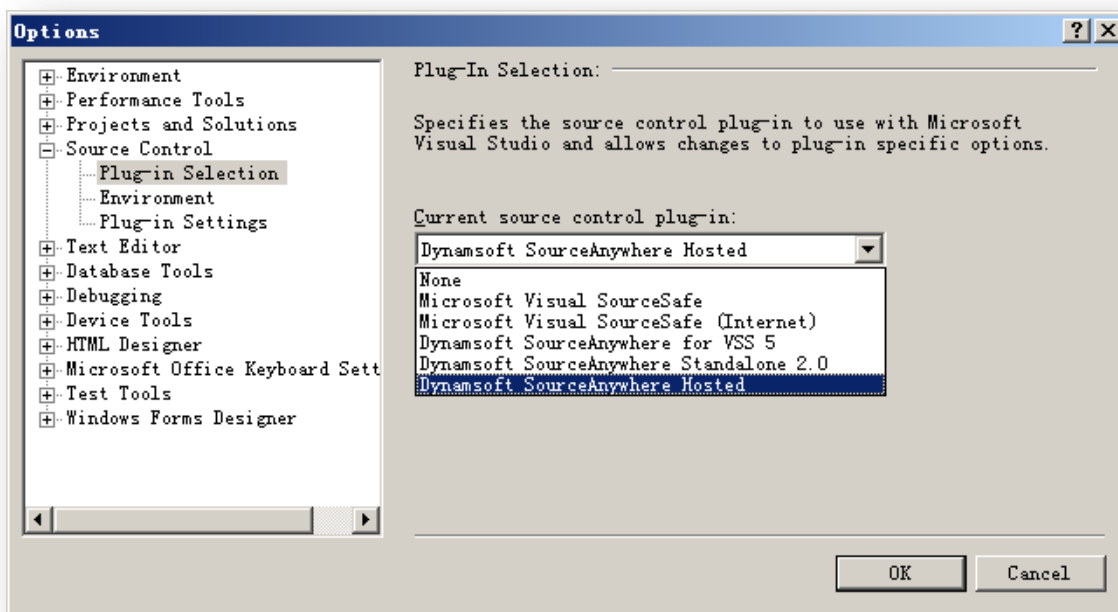 Options
Environment
Performance Tools
Projects and Solutions
Source Control
Plug-in Selection
Environment
Plug-in Settings
Text Editor
Database Tools
Debugging
Device Tools
HTML Designer
Microsoft Office Keyboard Sett
Test Tools
Windows Forms Designer
Plug-In Selection:
Specifies the source control plug-in to use with Microsoft
Visual Studio and allows changes to plug-in specific options.
Current source control plug-in:
Dynamsoft SourceAnywhere Hosted
None
Microsoft Visual SourceSafe
Microsoft Visual SourceSafe (Internet)
Dynamsoft SourceAnywhere for VSS 5
Dynamsoft SourceAnywhere Standalone 2.0
Dynamsoft SourceAnywhere Hosted
OK
Cancel